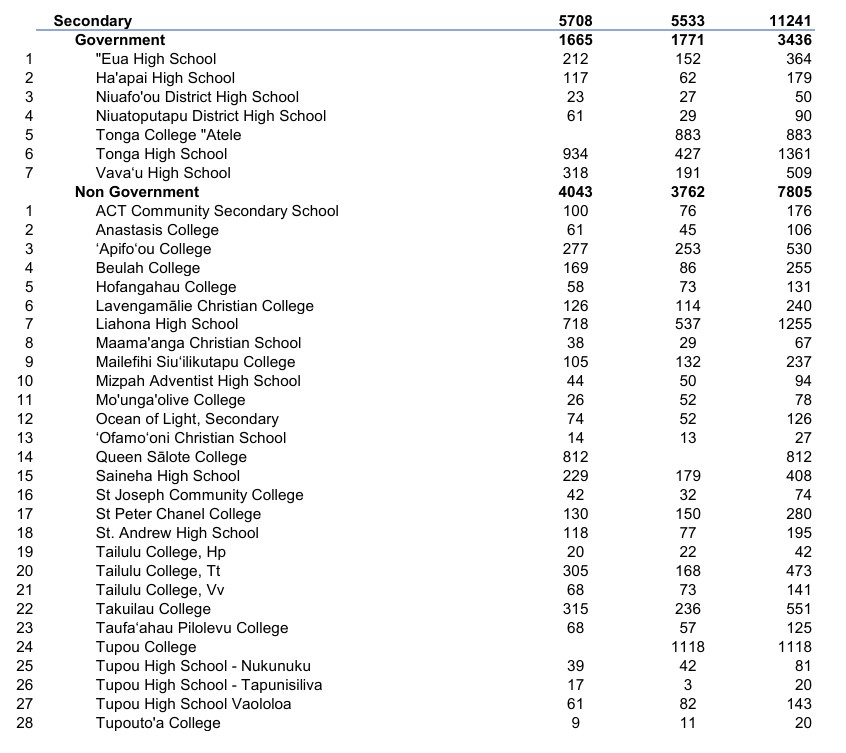 Secondary 5708 5533 11241
Government 1665 1771 3436
1 "Eua High School 212 152 364
2 Ha'apai High School 117 62 179
3 Niuafo'ou District High School 23 27 50
4 Niuatoputapu District High School 61 29 90
5 Tonga College "Atele 883 883
6 Tonga High School 934 427 1361
7 Vava‘u High School 318 191 509
Non Government 4043 3762 7805
1 ACT Community Secondary School 100 76 176
2 Anastasis College 61 45 106
3 ‘Apifo‘ou College 277 253 530
4 Beulah College 169 86 255
5 Hofangahau College 58 73 131
6 Lavengamālie Christian College 126 114 240
7 Liahona High School 718 537 1255
8 Maama'anga Christian School 38 29 67
9 Mailefihi Siu‘ilikutapu College 105 132 237
10 Mizpah Adventist High School 44 50 94
11 Mo'unga'olive College 26 52 78
12 Ocean of Light, Secondary 74 52 126
13 ‘Ofamo‘oni Christian School 14 13 27
14 Queen Sālote College 812 812
15 Saineha High School 229 179 408
16 St Joseph Community College 42 32 74
17 St Peter Chanel College 130 150 280
18 St. Andrew High School 118 77 195
19 Tailulu College, Hp 20 22 42
20 Tailulu College, Tt 305 168 473
21 Tailulu College, Vv 68 73 141
22 Takuilau College 315 236 551
23 Taufa‘ahau Pilolevu College 68 57 125
24 Tupou College 1118 1118
25 Tupou High School - Nukunuku 39 42 81
26 Tupou High School - Tapunisiliva 17 3 20
27 Tupou High School Vaololoa 61 82 143
28 Tupouto'a College 9 11 20